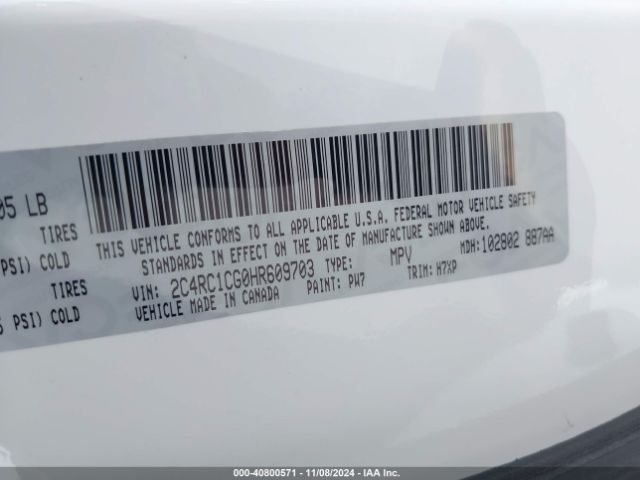 05 LB
TIRES
PSI) COLD
TIRES
PSI) COLD
THIS VEHICLE CONFORMS TO ALL APPLICABLE U.S.A. FEDERAL MOTOR VEHICLE SAFETY
STANDARDS IN EFFECT ON THE DATE OF MANUFACTURE SHOWN ABOVE.
VIN: 2C4RC1CG0HR609703 TYPE: MPV MDH:102802 887AA
VEHICLE MADE IN CANADA PAINT: PW7 TRIM: H7XP
000-40800571 • 11/08/2024 • IAA Inc.